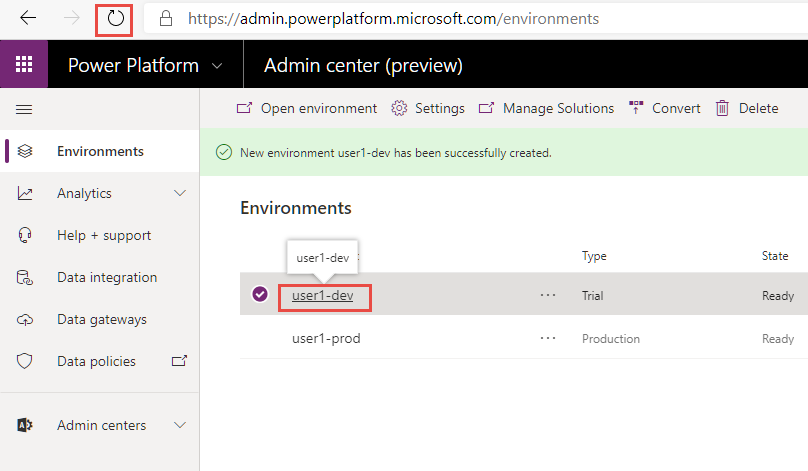 https://admin.powerplatform.microsoft.com/environments
Power Platform Admin center (preview)
Open environment Settings Manage Solutions Convert Delete
New environment user1-dev has been successfully created.
Environments
Analytics
Help + support
Data integration
Data gateways
Data policies
Admin centers
Environments
Type State
user1-dev
user1-dev ... Trial Ready
user1-prod ... Production Ready